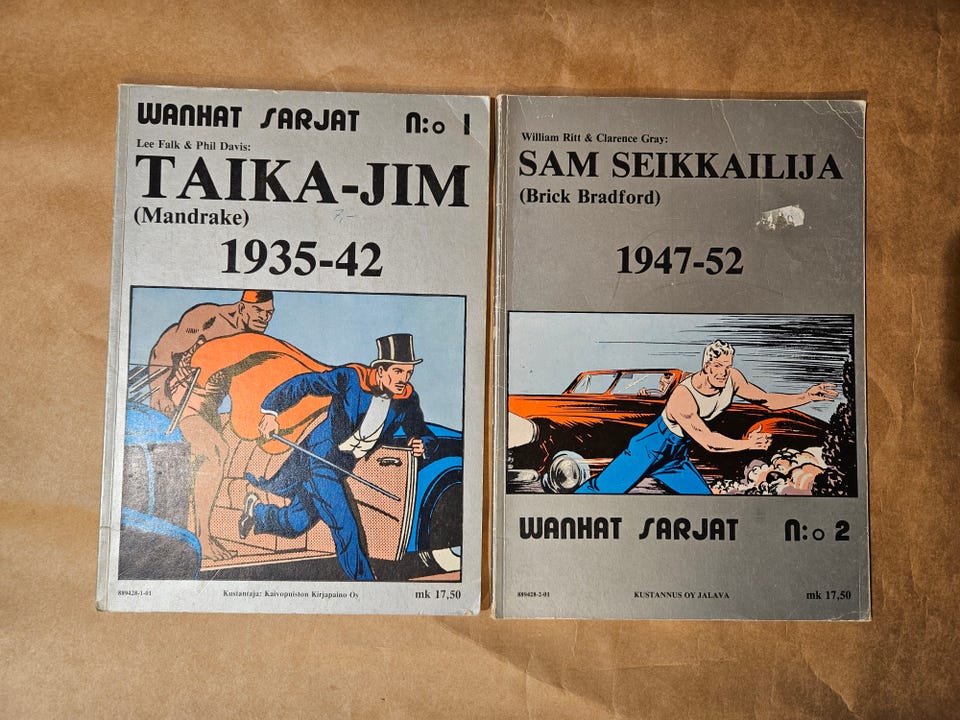 WANHAT SARJAT N:o 1
Lee Falk & Phil Davis:
TAIKA-JIM
(Mandrake)
7,-
1935-42
889428-1-01 Kustantaja: Kaivopuiston Kirjapaino Oy mk 17,50
William Ritt & Clarence Gray:
SAM SEIKKAILIJA
(Brick Bradford)
1947-52
WANHAT SARJAT N:o 2
889428-2-01 KUSTANNUS OY JALAVA mk 17,50